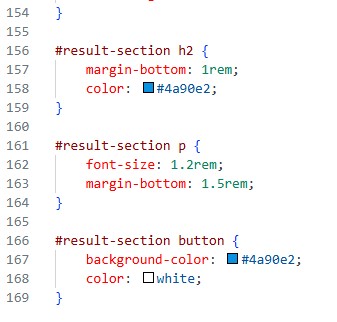 154 }
155
156 #result-section h2 {
157     margin-bottom: 1rem;
158     color: #4a90e2;
159 }
160
161 #result-section p {
162     font-size: 1.2rem;
163     margin-bottom: 1.5rem;
164 }
165
166 #result-section button {
167     background-color: #4a90e2;
168     color: white;
169 }